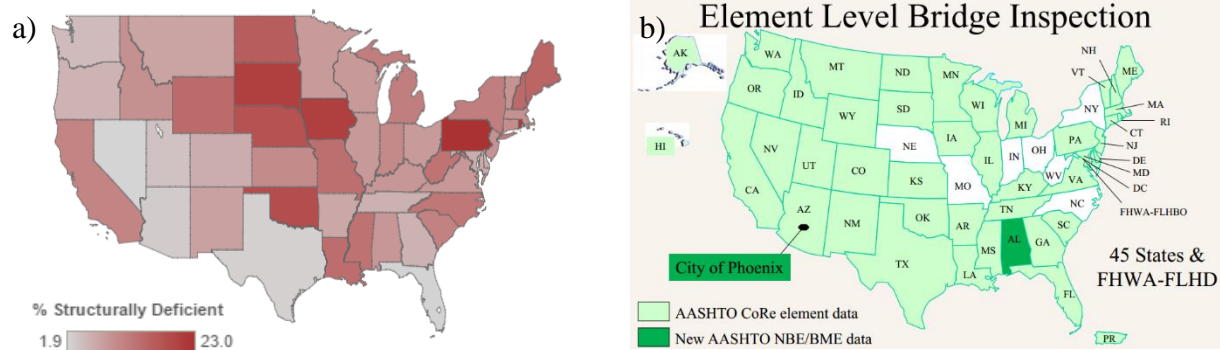 a)
% Structurally Deficient
1.9 23.0
b)
Element Level Bridge Inspection
AK
HI
WA
OR
CA
NV
ID
MT
WY
UT
AZ
CO
NM
ND
SD
NE
KS
OK
TX
MN
IA
MO
AR
LA
WI
IL
MI
IN
OH
KY
TN
MS
AL
GA
FL
SC
NC
VA
WV
PA
NY
VT
NH
ME
MA
RI
CT
NJ
DE
MD
DC
FHWA-FLHBO
PR
City of Phoenix
45 States &
FHWA-FLHD
AASHTO CoRe element data
New AASHTO NBE/BME data